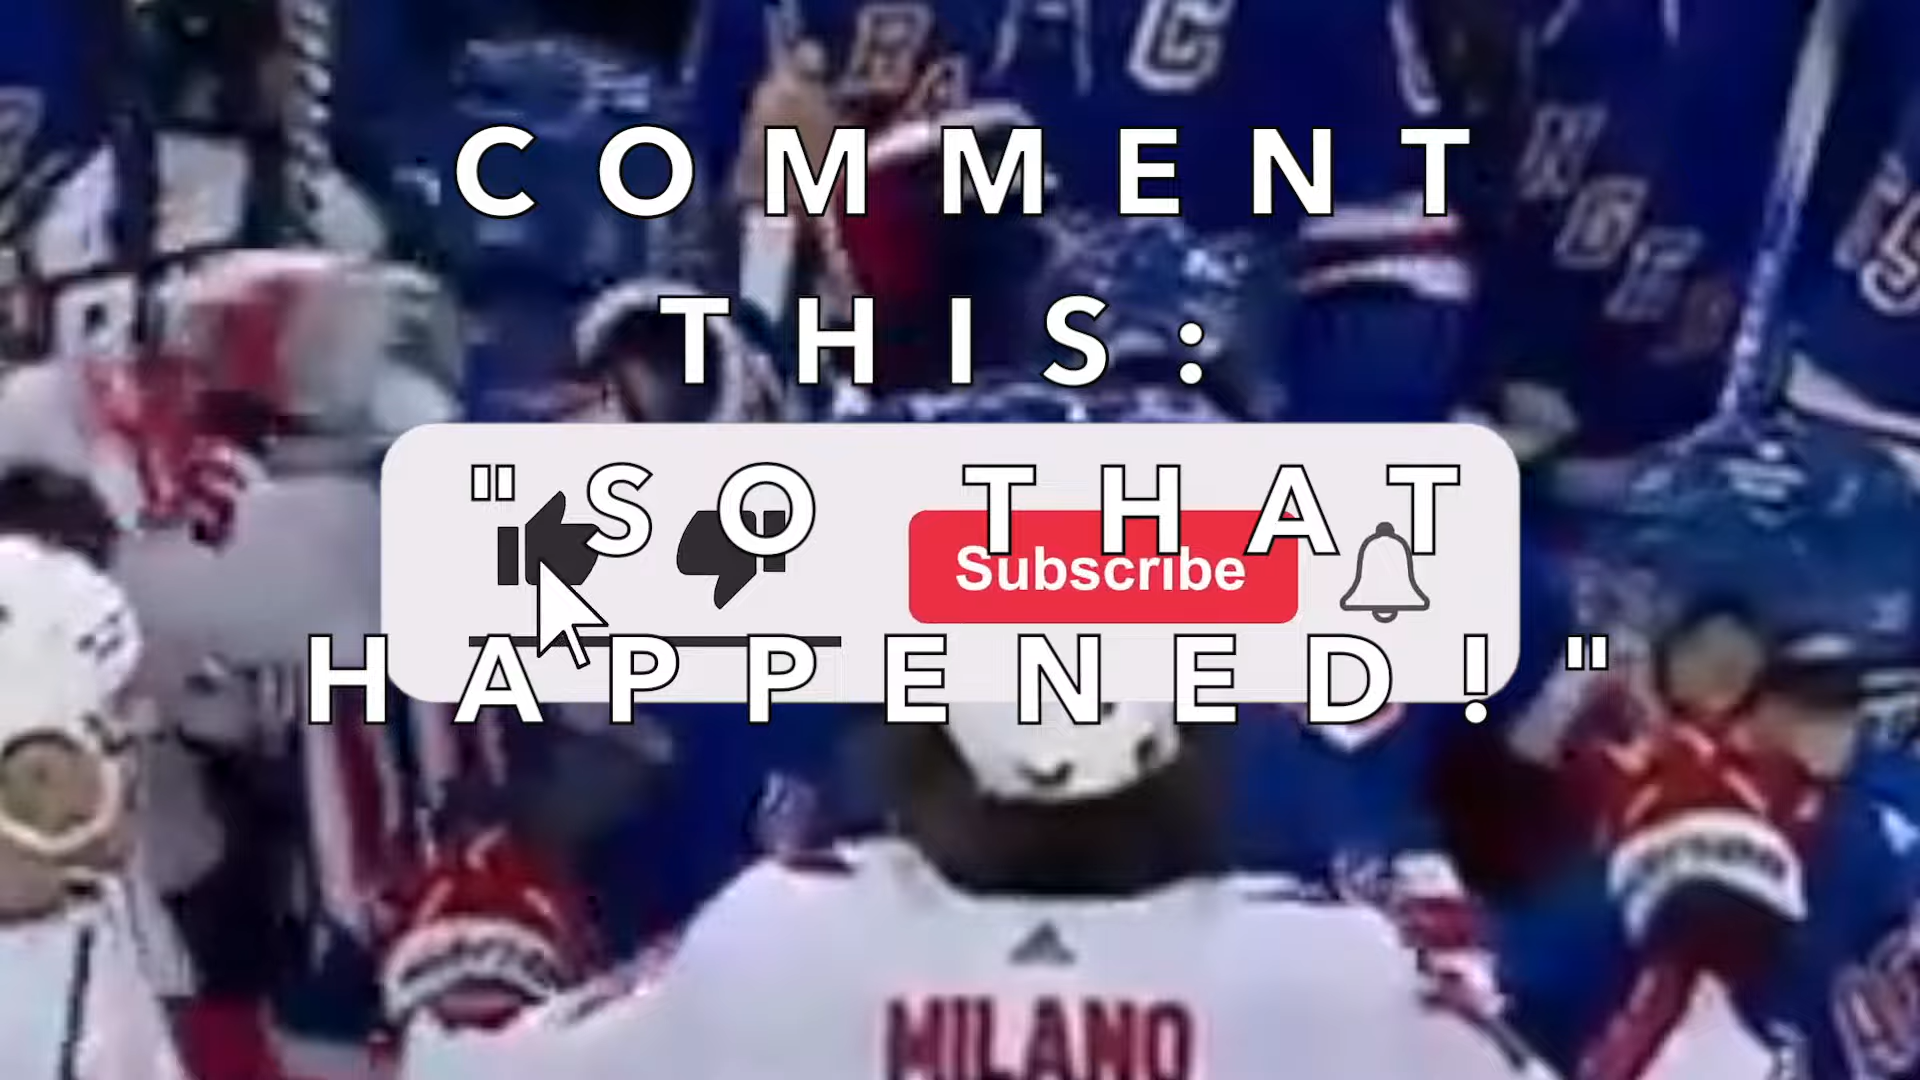 COMMENT
THIS:
"SO THAT
HAPPENED!"
Subscribe
MILANO